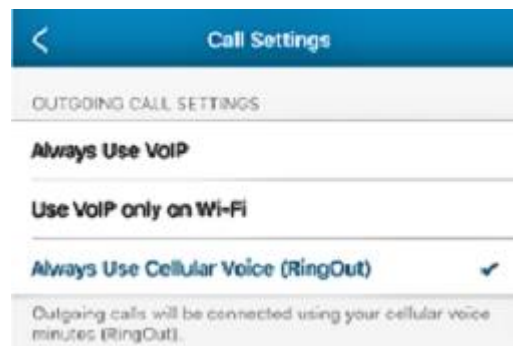 Call Settings
OUTGOING CALL SETTINGS
Always Use VoIP
Use VoIP only on Wi-Fi
Always Use Cellular Voice (RingOut)
Outgoing calls will be connected using your cellular voice
minutes (RingOut).